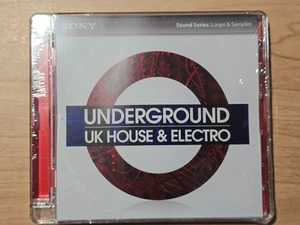 SONY
Sound Series: Loops & Samples
UNDERGROUND
UK HOUSE & ELECTRO